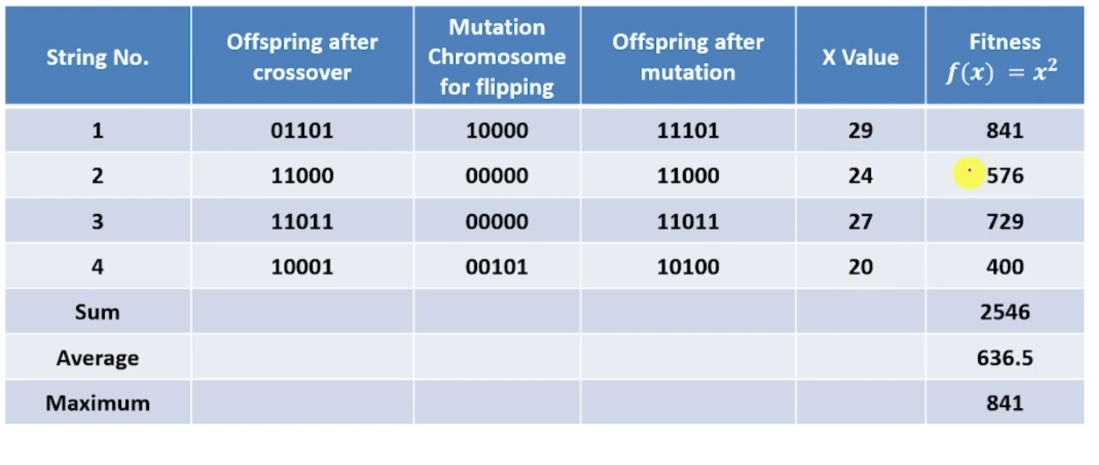 String No. Offspring after crossover Mutation Chromosome for flipping Offspring after mutation X Value Fitness f(x) = x²
1 01101 10000 11101 29 841
2 11000 00000 11000 24 576
3 11011 00000 11011 27 729
4 10001 00101 10100 20 400
Sum 2546
Average 636.5
Maximum 841